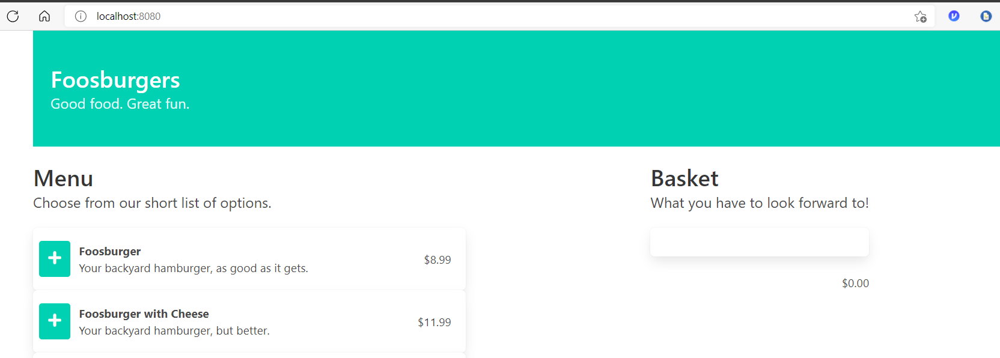 localhost:8080
Foosburgers
Good food. Great fun.
Menu
Choose from our short list of options.
Foosburger
Your backyard hamburger, as good as it gets.
$8.99
Foosburger with Cheese
Your backyard hamburger, but better.
$11.99
Basket
What you have to look forward to!
$0.00